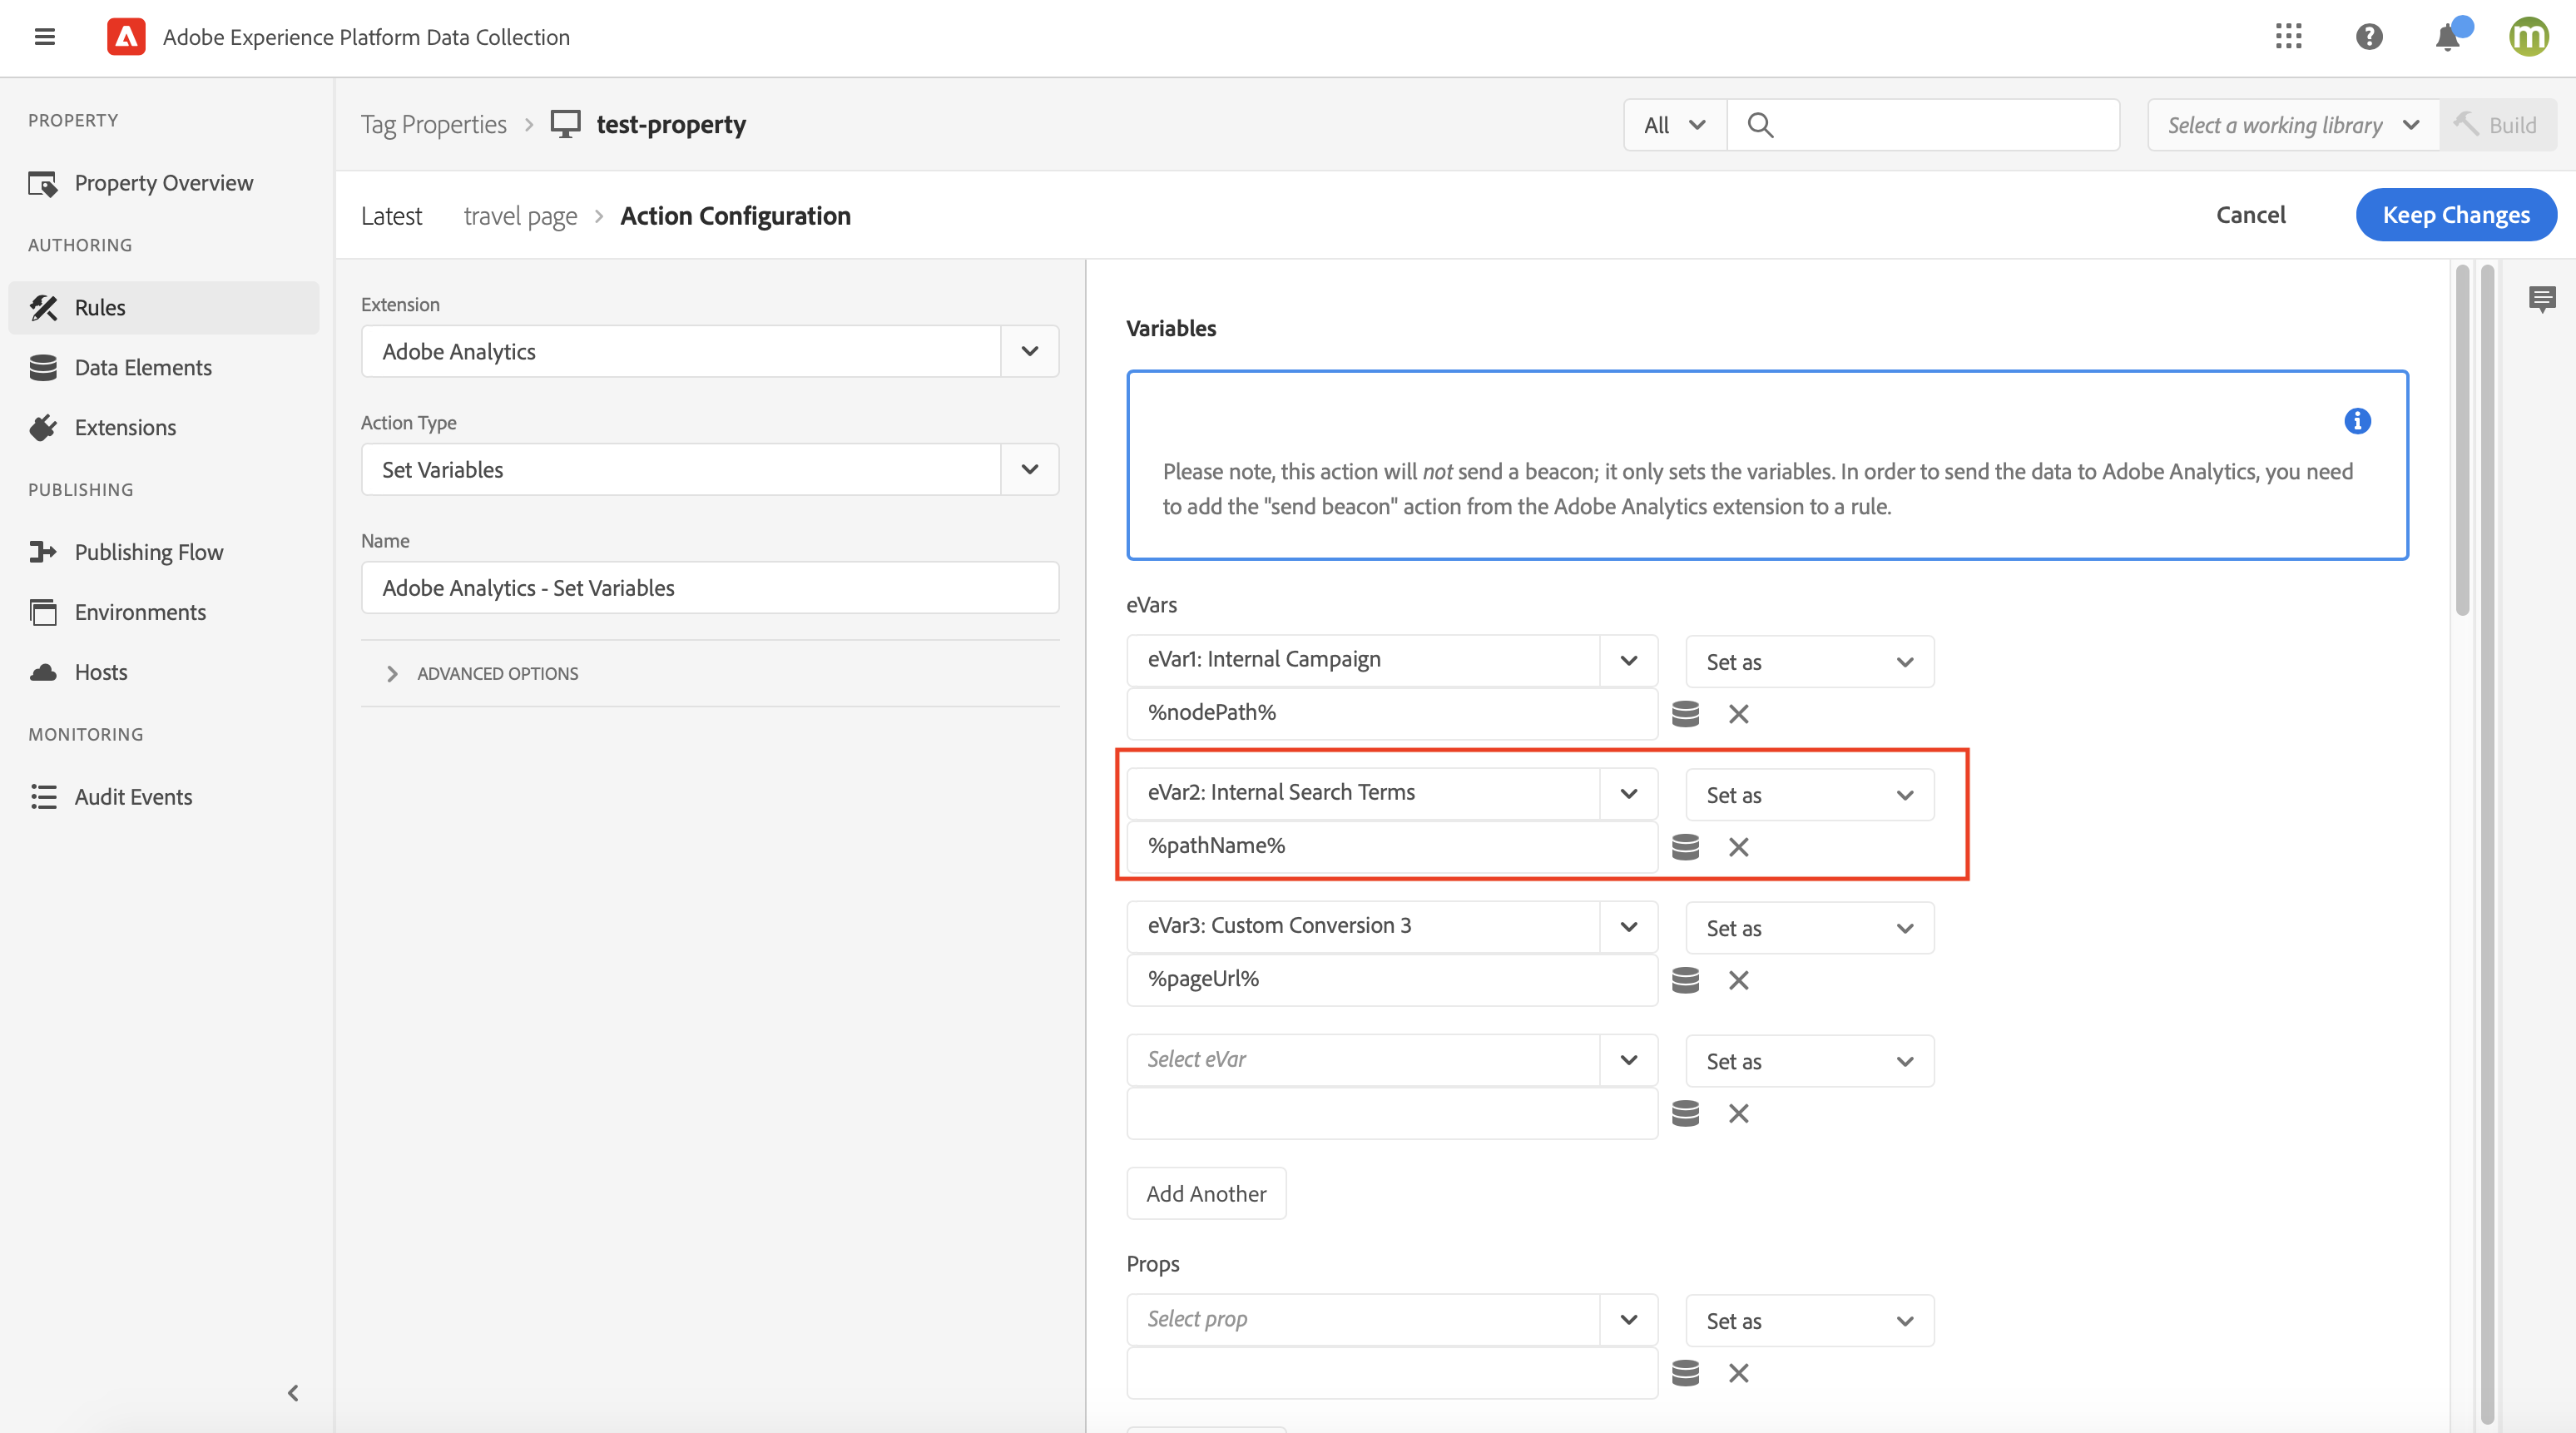 Adobe Experience Platform Data Collection
m
PROPERTY
Property Overview
AUTHORING
Rules
Data Elements
Extensions
PUBLISHING
Publishing Flow
Environments
Hosts
MONITORING
Audit Events
Tag Properties > test-property
All
Select a working library
Build
Latest travel page > Action Configuration
Cancel
Keep Changes
Extension
Adobe Analytics
Action Type
Set Variables
Name
Adobe Analytics - Set Variables
ADVANCED OPTIONS
Variables
Please note, this action will not send a beacon; it only sets the variables. In order to send the data to Adobe Analytics, you need
to add the "send beacon" action from the Adobe Analytics extension to a rule.
eVars
eVar1: Internal Campaign Set as
%nodePath%
eVar2: Internal Search Terms Set as
%pathName%
eVar3: Custom Conversion 3 Set as
%pageUrl%
Select eVar Set as
Add Another
Props
Select prop Set as